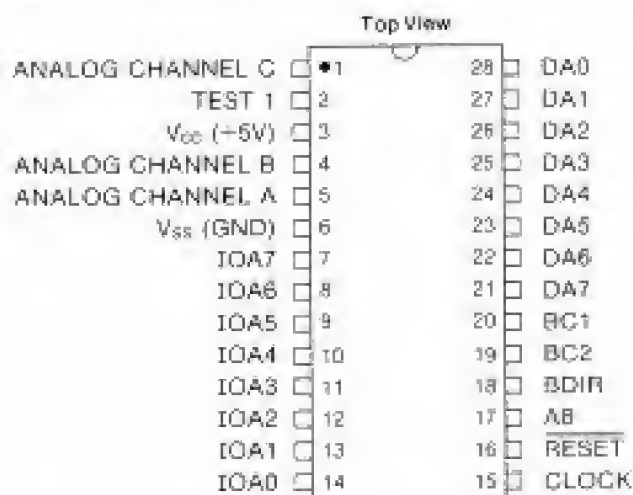 Top View
ANALOG CHANNEL C 1 28 DA0
TEST 1 2 27 DA1
Vcc (+5V) 3 26 DA2
ANALOG CHANNEL B 4 25 DA3
ANALOG CHANNEL A 5 24 DA4
Vss (GND) 6 23 DA5
IOA7 7 22 DA6
IOA6 8 21 DA7
IOA5 9 20 BC1
IOA4 10 19 BC2
IOA3 11 18 BDIR
IOA2 12 17 A8
IOA1 13 16 RESET
IOA0 14 15 CLOCK